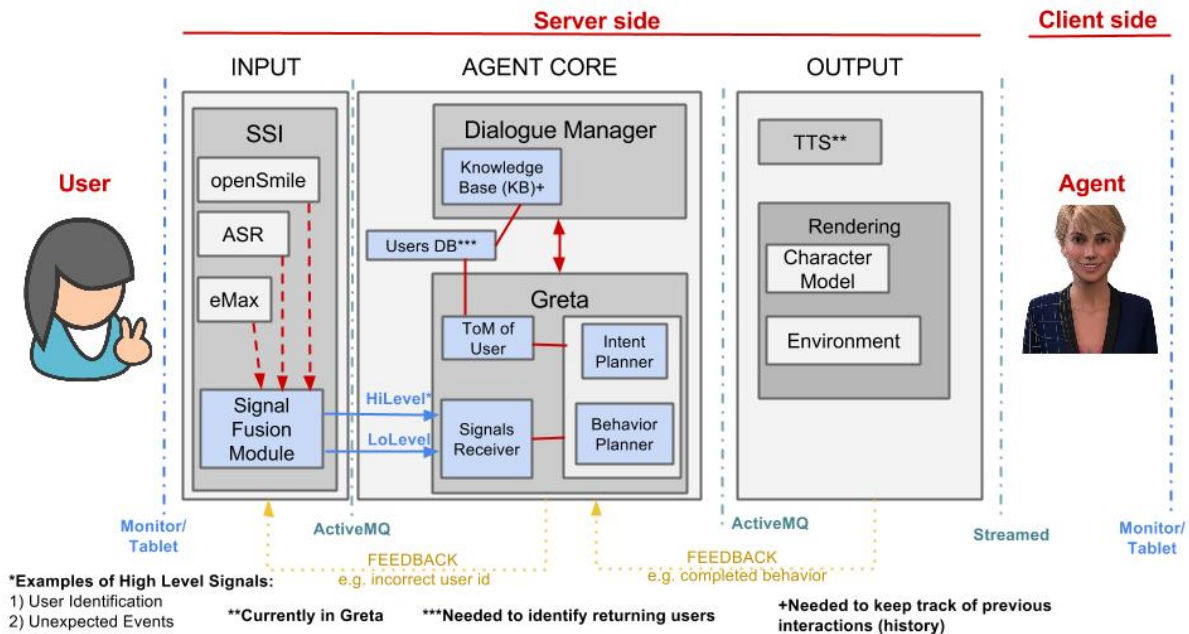 Server side
Client side
INPUT
AGENT CORE
OUTPUT
SSI
openSmile
ASR
eMax
Signal
Fusion
Module
User
Dialogue Manager
Knowledge
Base (KB)+
Users DB***
Greta
ToM of
User
Intent
Planner
HiLevel*
LoLevel
Signals
Receiver
Behavior
Planner
TTS**
Rendering
Character
Model
Environment
Agent
Monitor/
Tablet
ActiveMQ
ActiveMQ
Streamed
Monitor/
Tablet
FEEDBACK
e.g. incorrect user id
FEEDBACK
e.g. completed behavior
*Examples of High Level Signals:
1) User Identification
2) Unexpected Events
**Currently in Greta
***Needed to identify returning users
+Needed to keep track of previous
interactions (history)